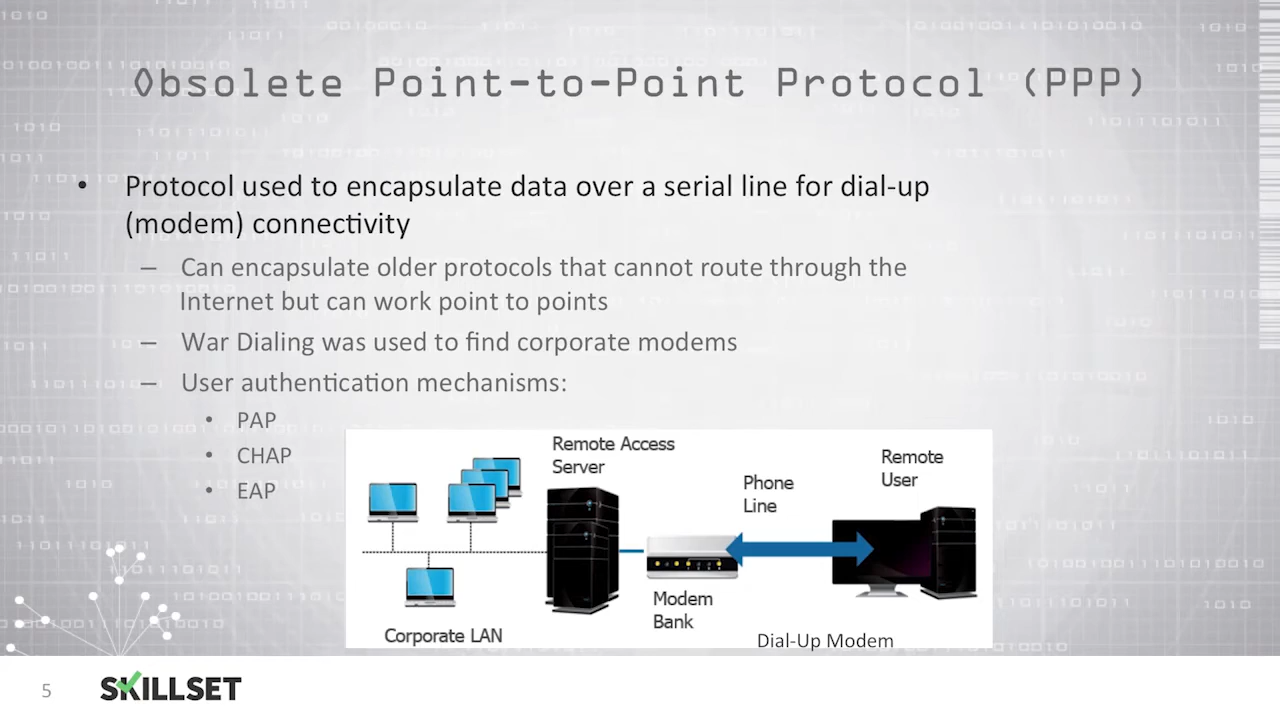 Obsolete Point-to-Point Protocol (PPP)
• Protocol used to encapsulate data over a serial line for dial-up
(modem) connectivity
– Can encapsulate older protocols that cannot route through the
Internet but can work point to points
– War Dialing was used to find corporate modems
– User authentication mechanisms:
• PAP
• CHAP
• EAP
Remote Access
Server
Phone
Line
Remote
User
Modem
Bank
Corporate LAN
Dial-Up Modem
5
SKILLSET